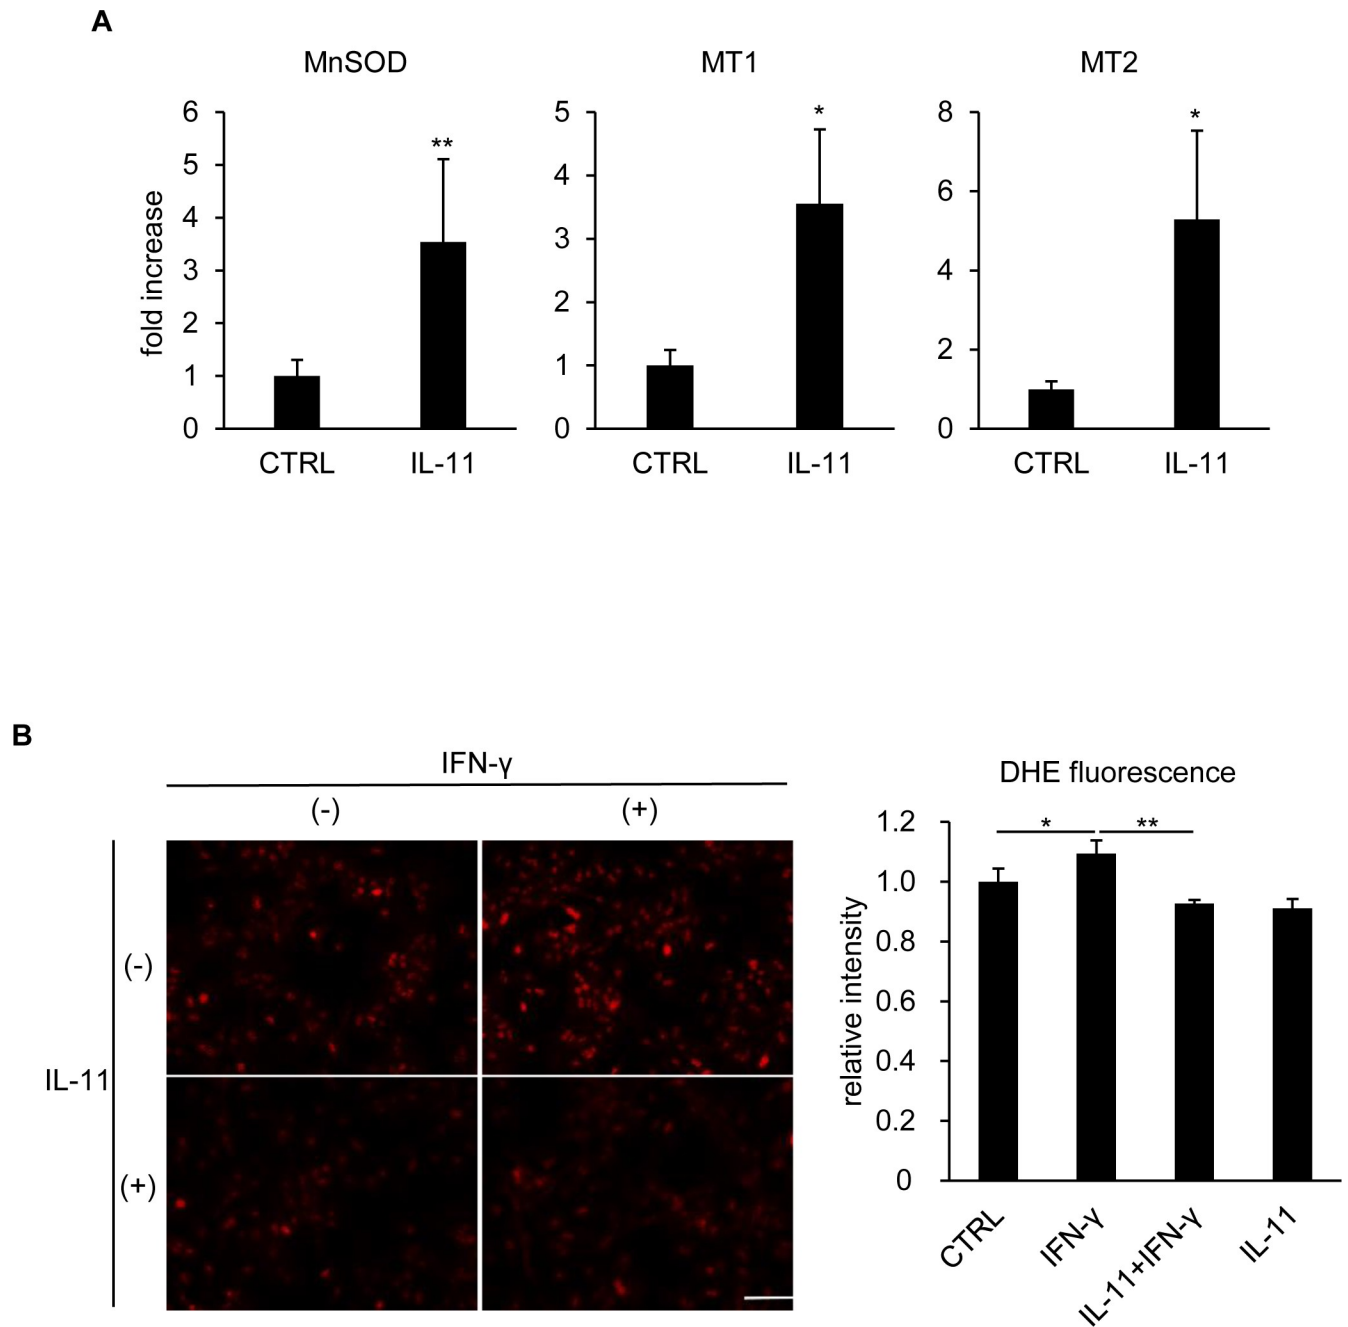 A
MnSOD
MT1
MT2
fold increase
6
5
4
3
2
1
0
**
CTRL
IL-11
5
4
3
2
1
0
*
CTRL
IL-11
8
6
4
2
0
*
CTRL
IL-11
B
IFN-γ
(-)
(+)
IL-11
(-)
(+)
DHE fluorescence
relative intensity
1.2
1.0
0.8
0.6
0.4
0.2
0
*
**
CTRL
IFN-γ
IL-11+IFN-γ
IL-11